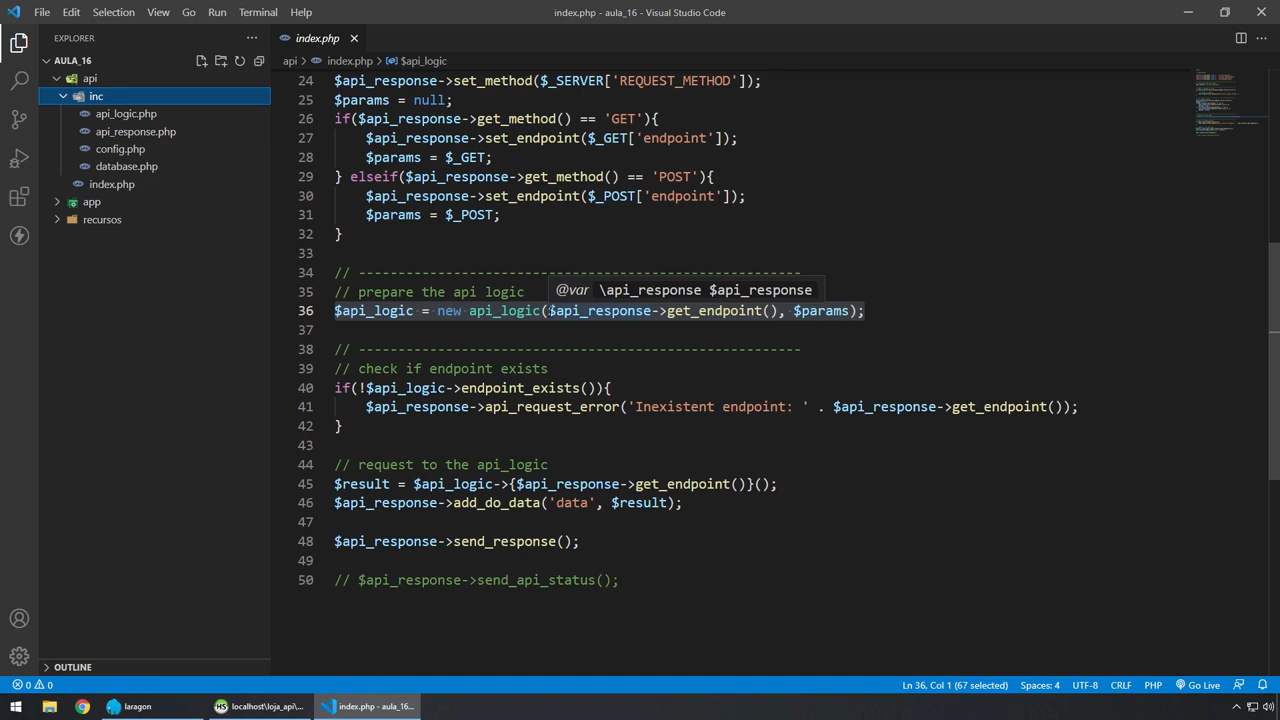 File Edit Selection View Go Run Terminal Help
index.php - aula_16 - Visual Studio Code
EXPLORER
AULA_16
api
inc
api_logic.php
api_response.php
config.php
database.php
index.php
app
recursos
OUTLINE
index.php
api > index.php > $api_logic
24 $api_response->set_method($_SERVER['REQUEST_METHOD']);
25 $params = null;
26 if($api_response->get_method() == 'GET'){
27 $api_response->set_endpoint($_GET['endpoint']);
28 $params = $_GET;
29 } elseif($api_response->get_method() == 'POST'){
30 $api_response->set_endpoint($_POST['endpoint']);
31 $params = $_POST;
32 }
33
34 // --------------------------------------------------------
35 // prepare the api logic
@var \api_response $api_response
36 $api_logic = new api_logic($api_response->get_endpoint(), $params);
37
38 // --------------------------------------------------------
39 // check if endpoint exists
40 if(!$api_logic->endpoint_exists()){
41 $api_response->api_request_error('Inexistent endpoint: ' . $api_response->get_endpoint());
42 }
43
44 // request to the api_logic
45 $result = $api_logic->{$api_response->get_endpoint()}();
46 $api_response->add_do_data('data', $result);
47
48 $api_response->send_response();
49
50 // $api_response->send_api_status();
0 0
Ln 36, Col 1 (67 selected) Spaces: 4 UTF-8 CRLF PHP Go Live
laragon
HS localhost\loja_api\...
index.php - aula_16...